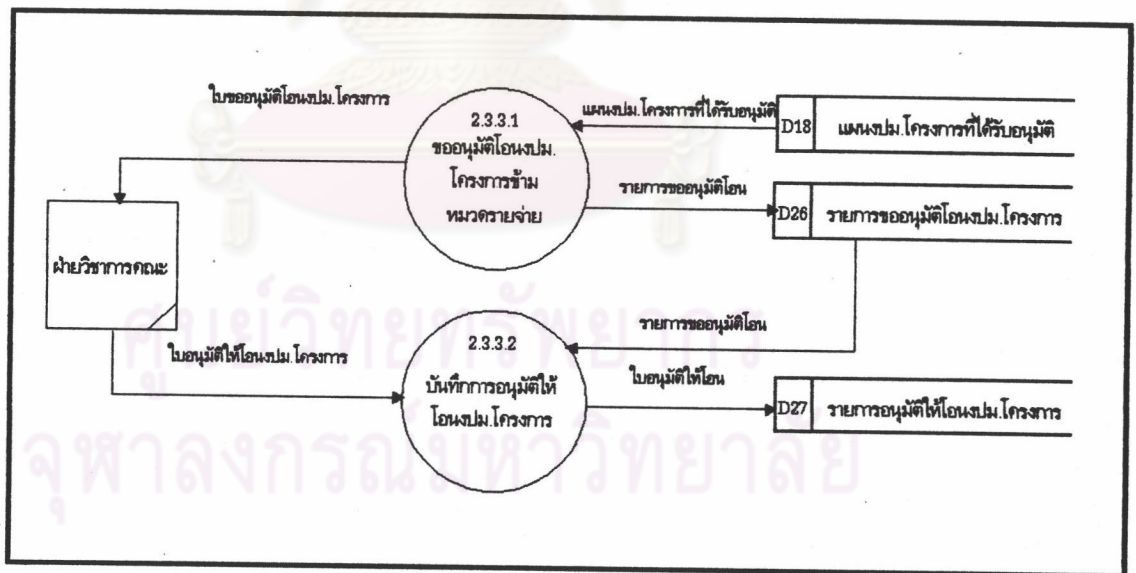 ใบขออนุมัติโอนงปม.โครงการ
2.3.3.1
ขออนุมัติโอนงปม.
โครงการข้าม
หมวดรายจ่าย
แผนงปม.โครงการที่ได้รับอนุมัติ
D18 แผนงปม.โครงการที่ได้รับอนุมัติ
รายการขออนุมัติโอน
D26 รายการขออนุมัติโอนงปม.โครงการ
ฝ่ายวิชาการคณะ
รายการขออนุมัติโอน
ใบอนุมัติให้โอนงปม.โครงการ
2.3.3.2
บันทึกการอนุมัติให้
โอนงปม.โครงการ
ใบอนุมัติให้โอน
D27 รายการอนุมัติให้โอนงปม.โครงการ
ศูนย์วิทยทรัพยากร
จุฬาลงกรณ์มหาวิทยาลัย